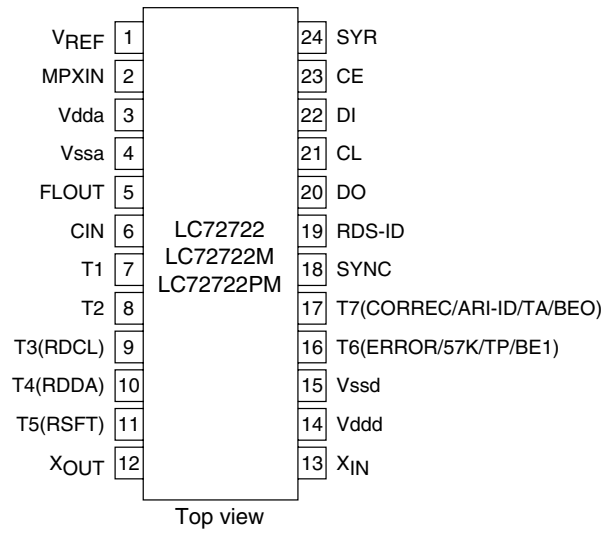 VREF 1 24 SYR
MPXIN 2 23 CE
Vdda 3 22 DI
Vssa 4 21 CL
FLOUT 5 20 DO
CIN 6 LC72722 19 RDS-ID
LC72722M
T1 7 LC72722PM 18 SYNC
T2 8 17 T7(CORREC/ARI-ID/TA/BEO)
T3(RDCL) 9 16 T6(ERROR/57K/TP/BE1)
T4(RDDA) 10 15 Vssd
T5(RSFT) 11 14 Vddd
XOUT 12 13 XIN
Top view